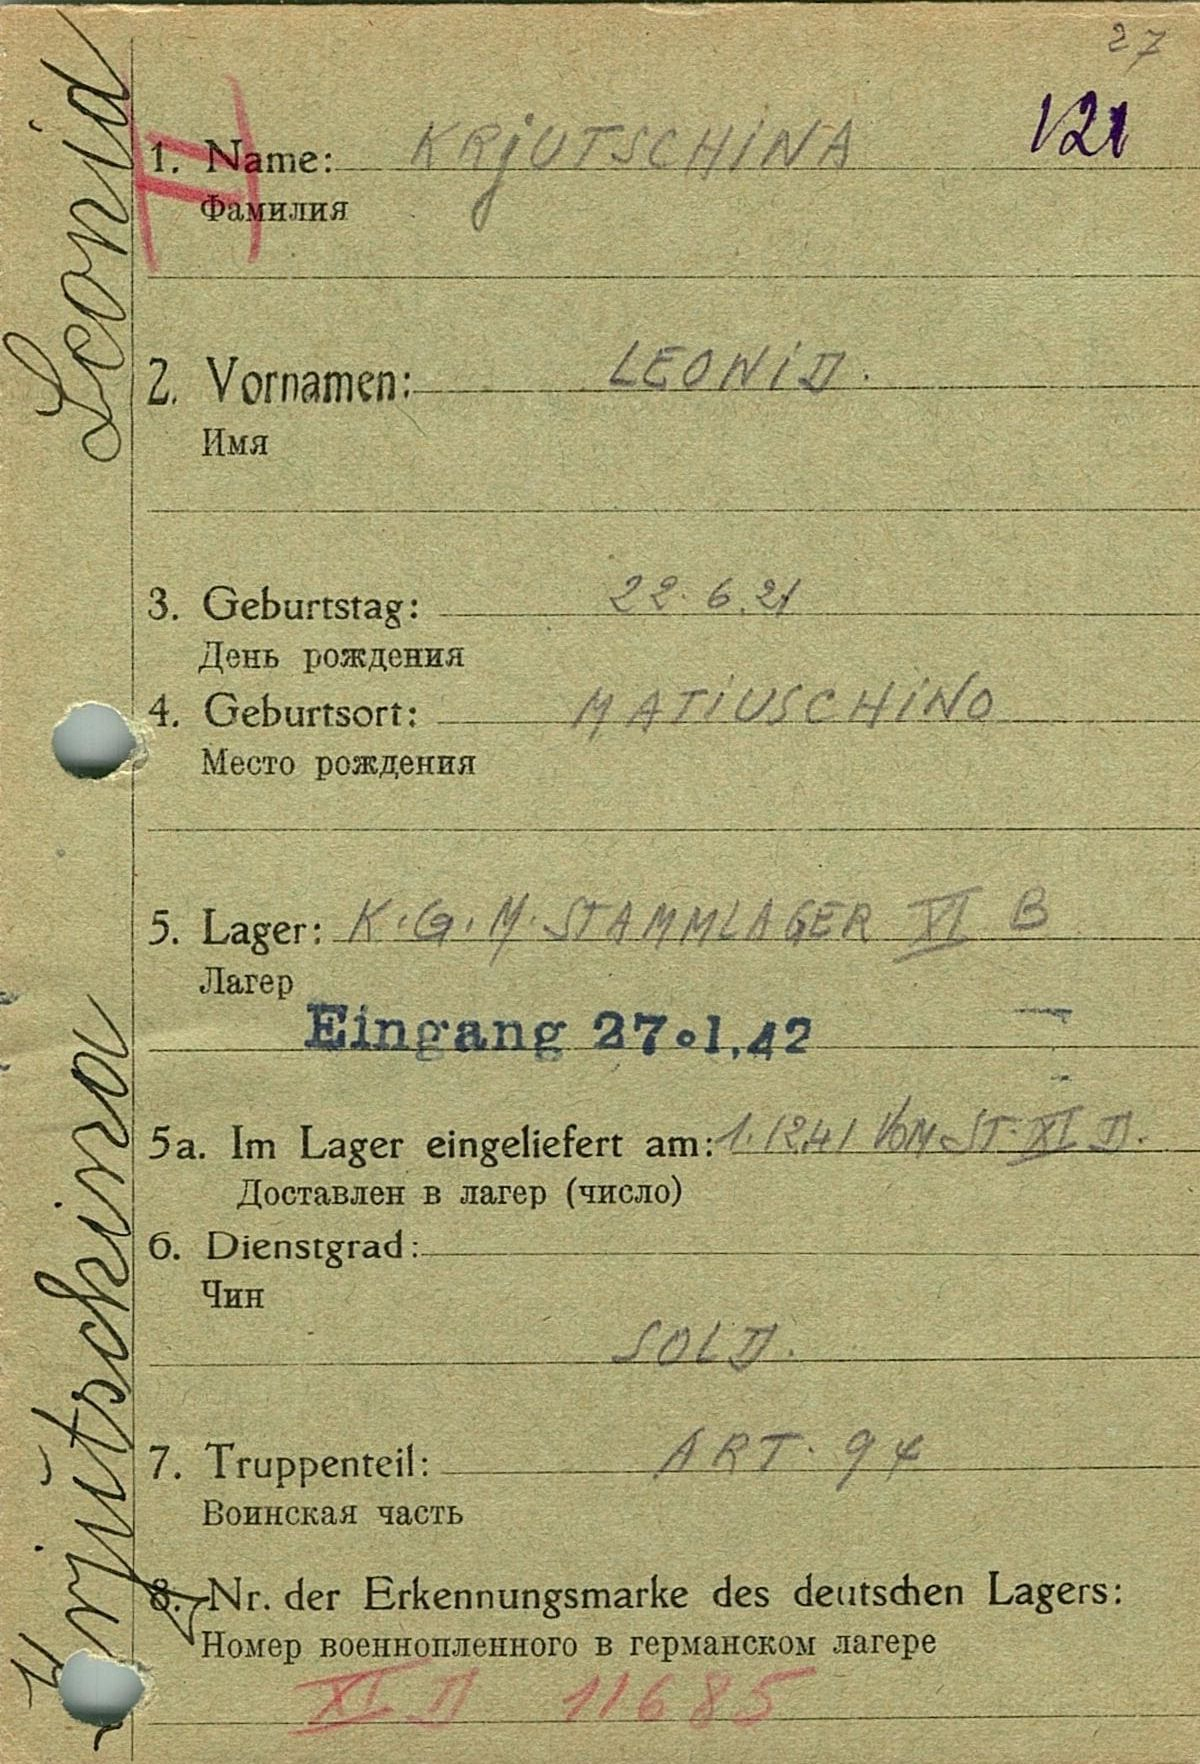 27
121
1. Name: KRjUTSCHINA
Фамилия
2. Vornamen: LEONiD.
Имя
3. Geburtstag: 22.6.21
День рождения
4. Geburtsort: MATiUSCHiNO
Место рождения
5. Lager: K.G.M. STAMMLAGER XI B
Лагер
Eingang 27.1.42
5a. Im Lager eingeliefert am: 1.12.41 VOM ST. XI D.
Доставлен в лагер (число)
6. Dienstgrad:
Чин
SOLD.
7. Truppenteil: ART. 94
Воинская часть
8. Nr. der Erkennungsmarke des deutschen Lagers:
Номер военнопленного в германском лагере
XI D 11685
Krjŭtschina Leonid